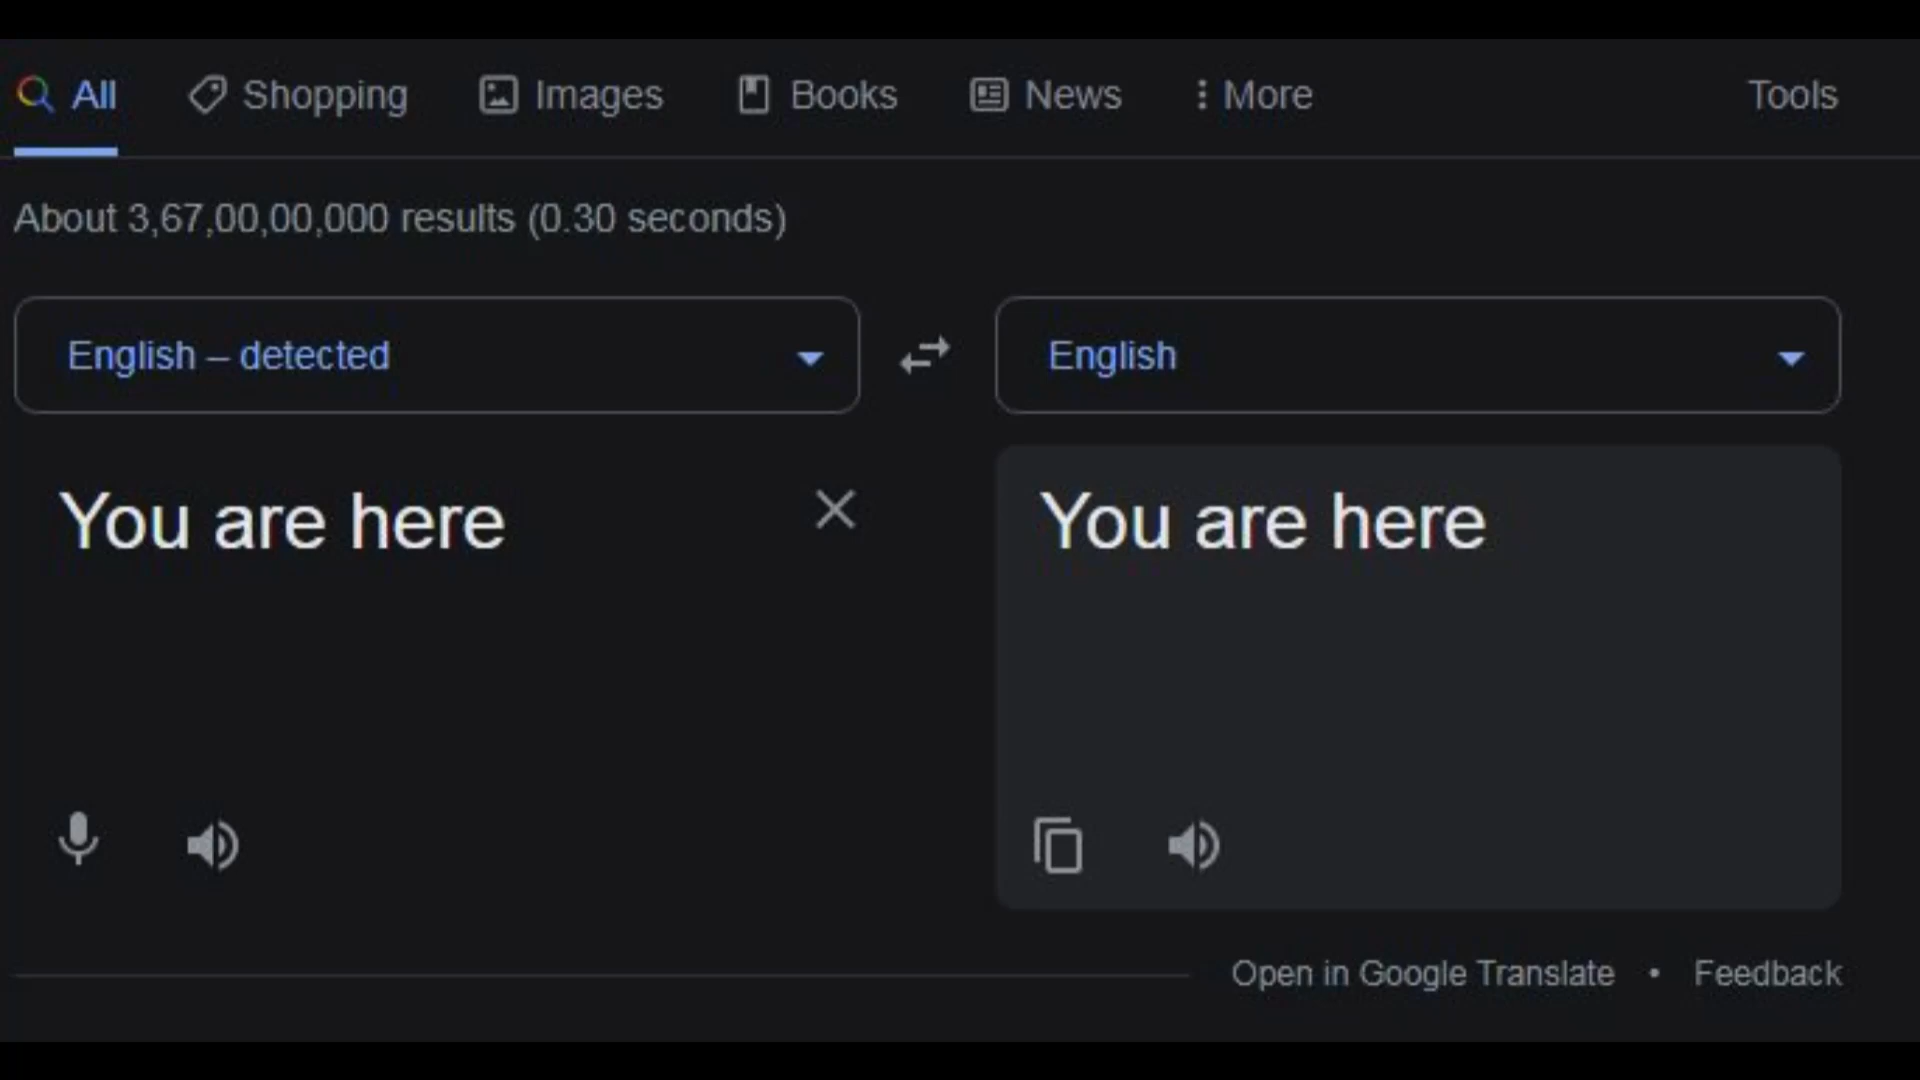 All Shopping Images Books News More Tools
About 3,67,00,00,000 results (0.30 seconds)
English – detected English
You are here You are here
Open in Google Translate • Feedback